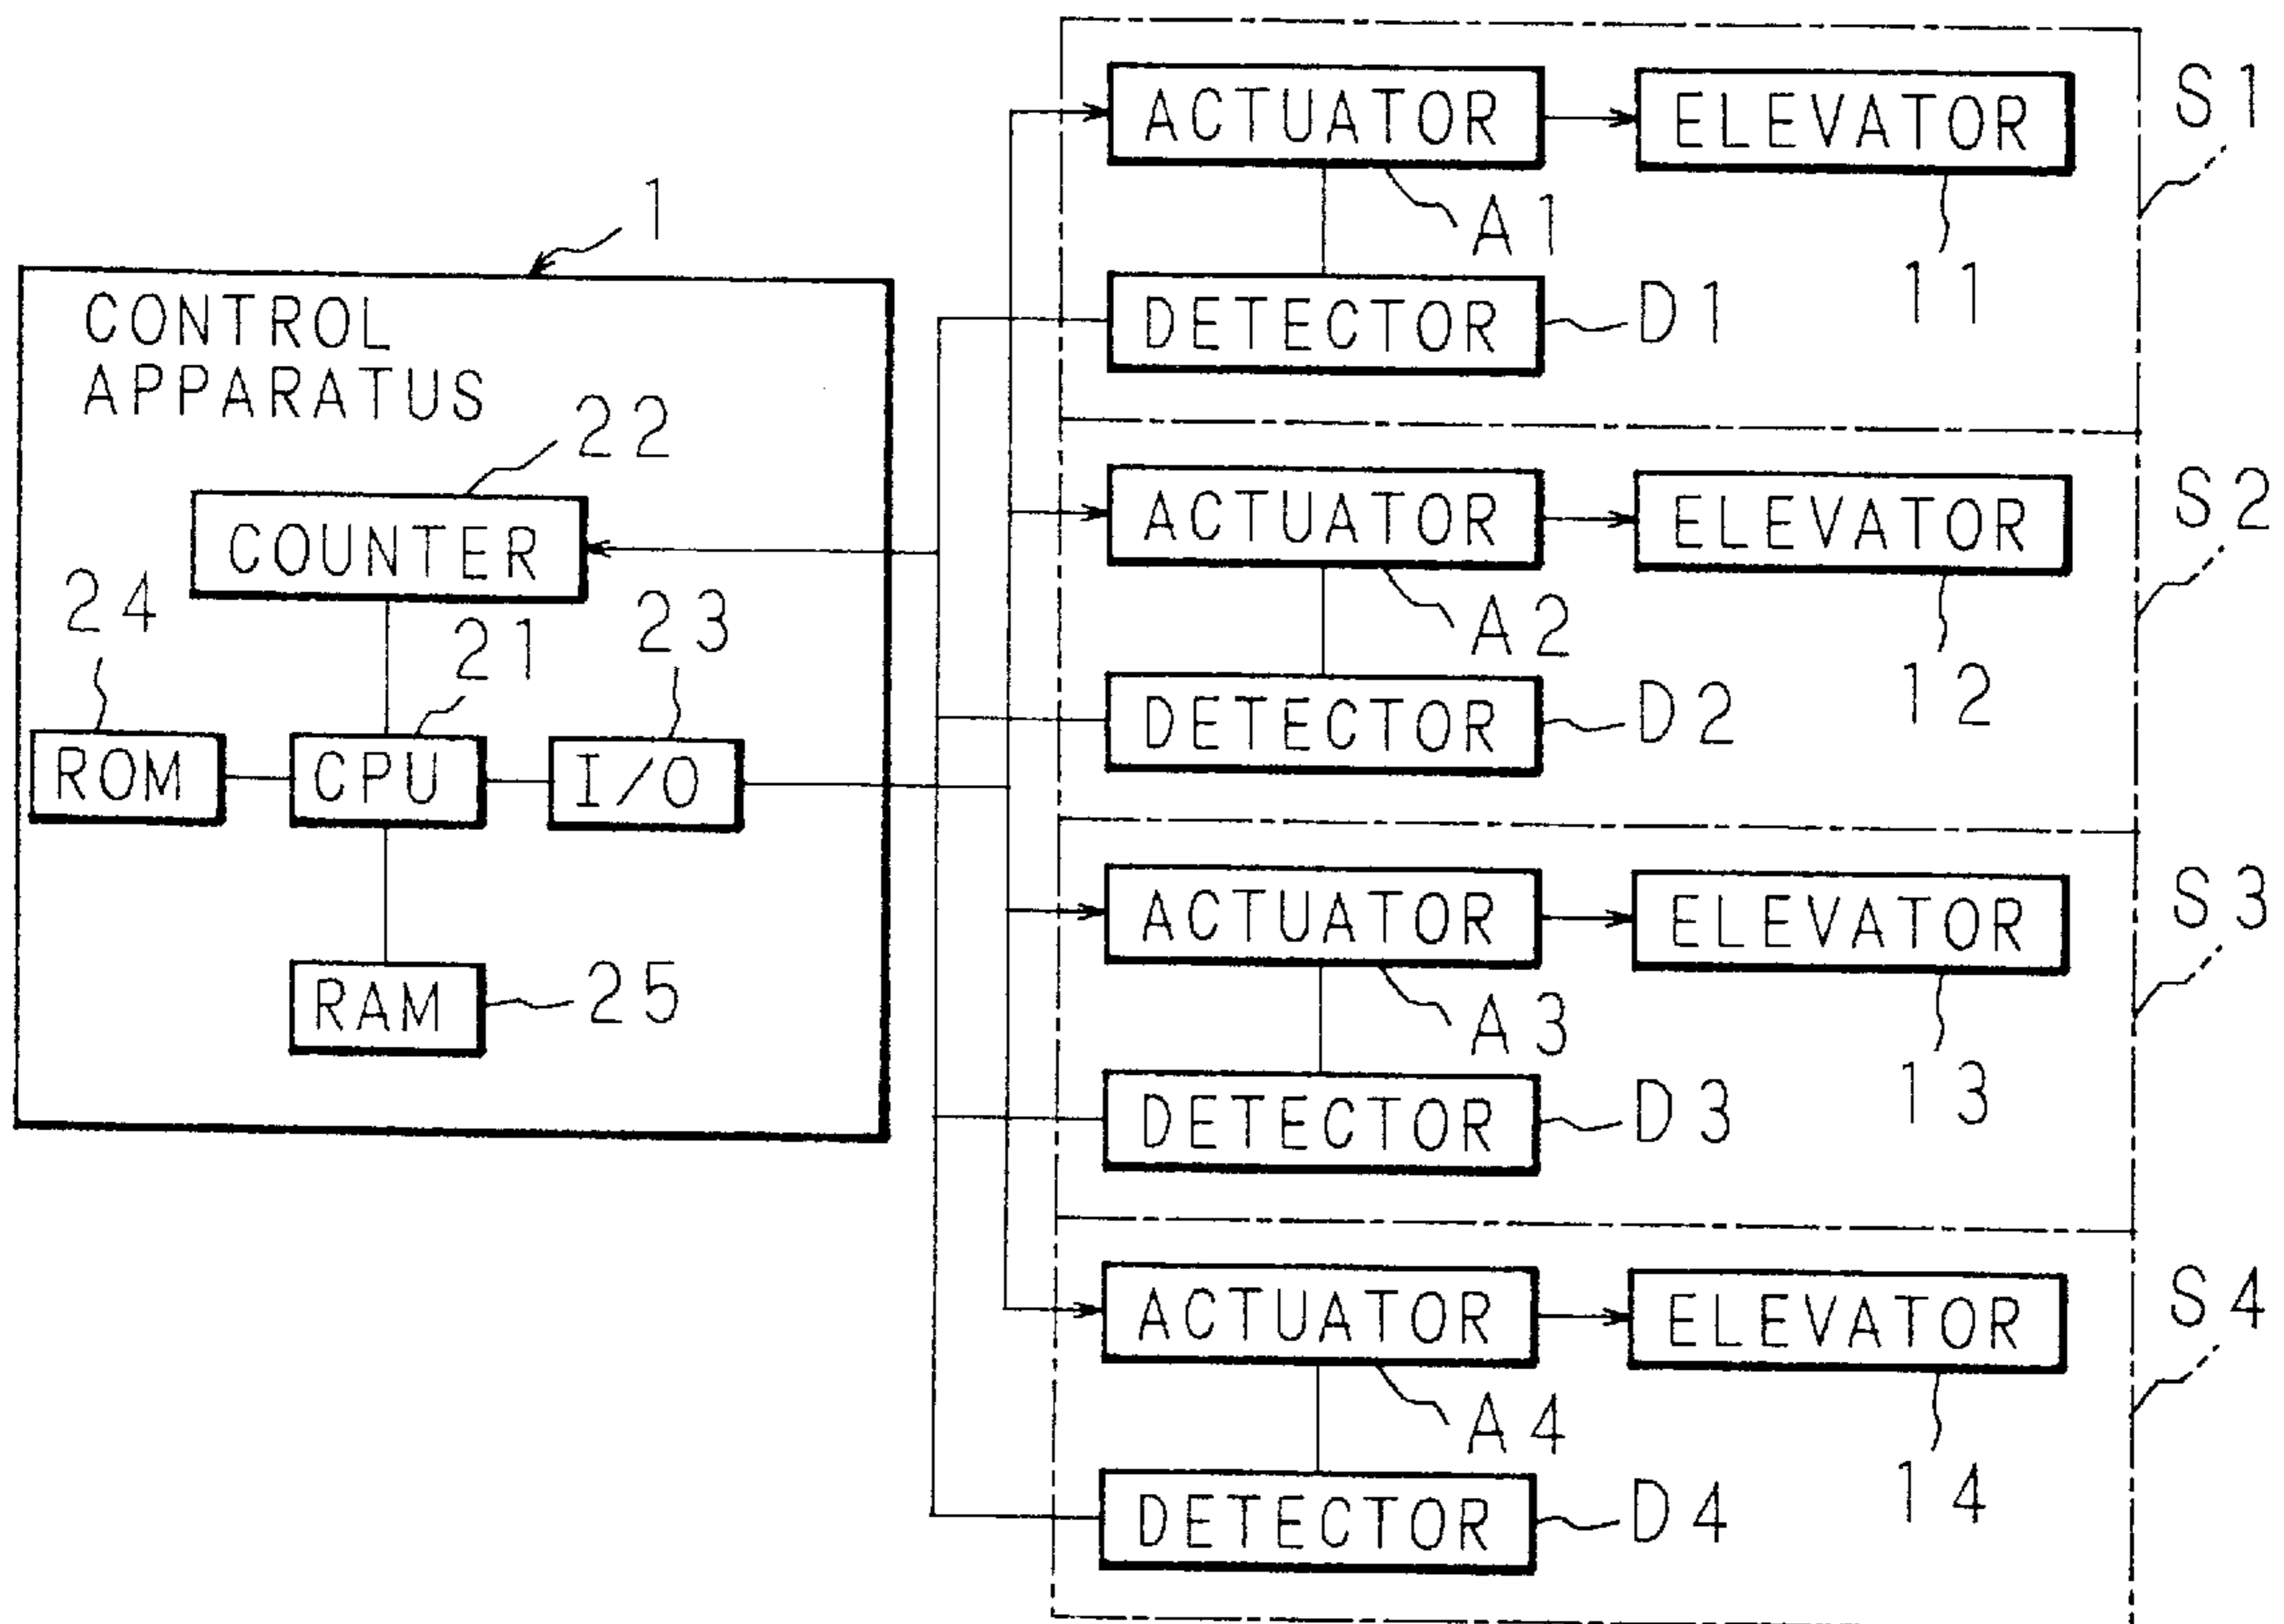 1
CONTROL
APPARATUS
22
COUNTER
24
21
23
ROM
CPU
I/O
RAM
25
ACTUATOR
ELEVATOR
S1
A1
11
DETECTOR
D1
ACTUATOR
ELEVATOR
S2
A2
12
DETECTOR
D2
ACTUATOR
ELEVATOR
S3
A3
13
DETECTOR
D3
ACTUATOR
ELEVATOR
S4
A4
14
DETECTOR
D4